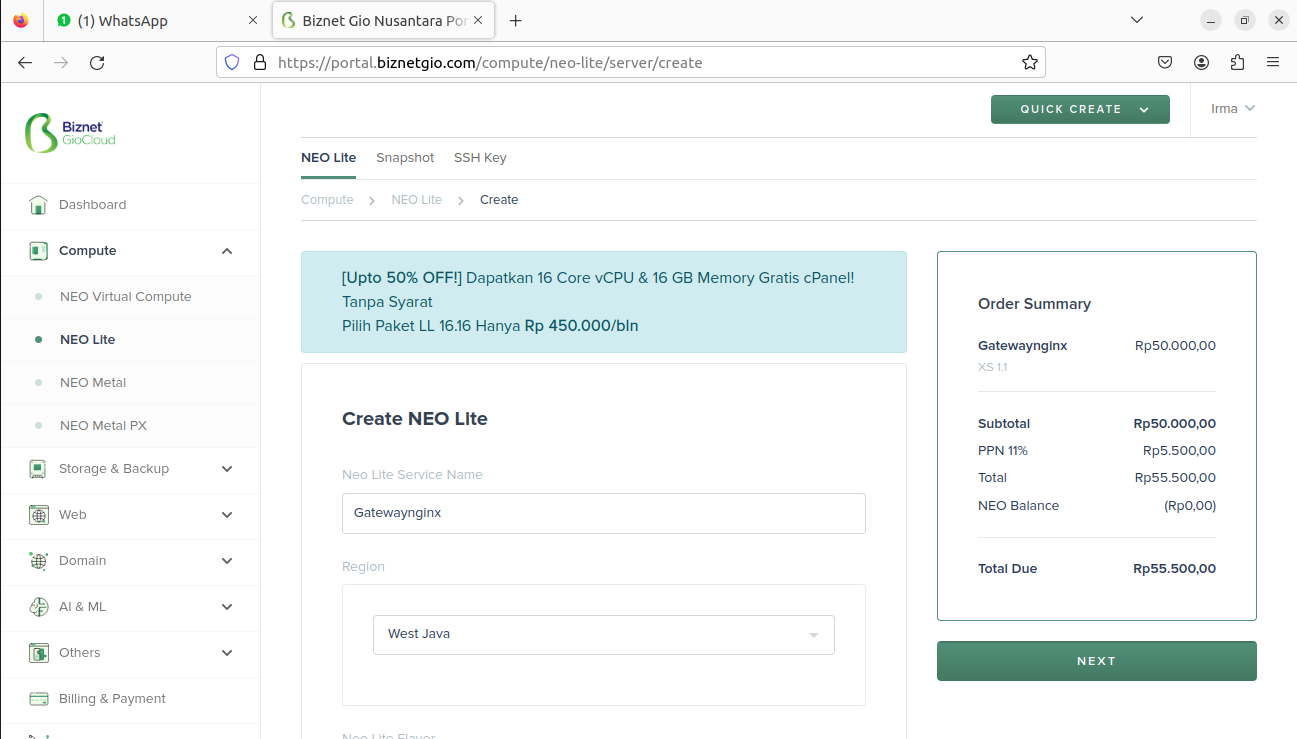 (1) WhatsApp
Biznet Gio Nusantara Por
https://portal.biznetgio.com/compute/neo-lite/server/create
Biznet
GioCloud
QUICK CREATE
Irma
NEO Lite
Snapshot
SSH Key
Compute
NEO Lite
Create
Dashboard
Compute
NEO Virtual Compute
NEO Lite
NEO Metal
NEO Metal PX
Storage & Backup
Web
Domain
AI & ML
Others
Billing & Payment
[Upto 50% OFF!] Dapatkan 16 Core vCPU & 16 GB Memory Gratis cPanel!
Tanpa Syarat
Pilih Paket LL 16.16 Hanya Rp 450.000/bln
Create NEO Lite
Neo Lite Service Name
Gatewaynginx
Region
West Java
Neo Lite Flavor
Order Summary
Gatewaynginx Rp50.000,00
XS 1.1
Subtotal Rp50.000,00
PPN 11% Rp5.500,00
Total Rp55.500,00
NEO Balance (Rp0,00)
Total Due Rp55.500,00
NEXT